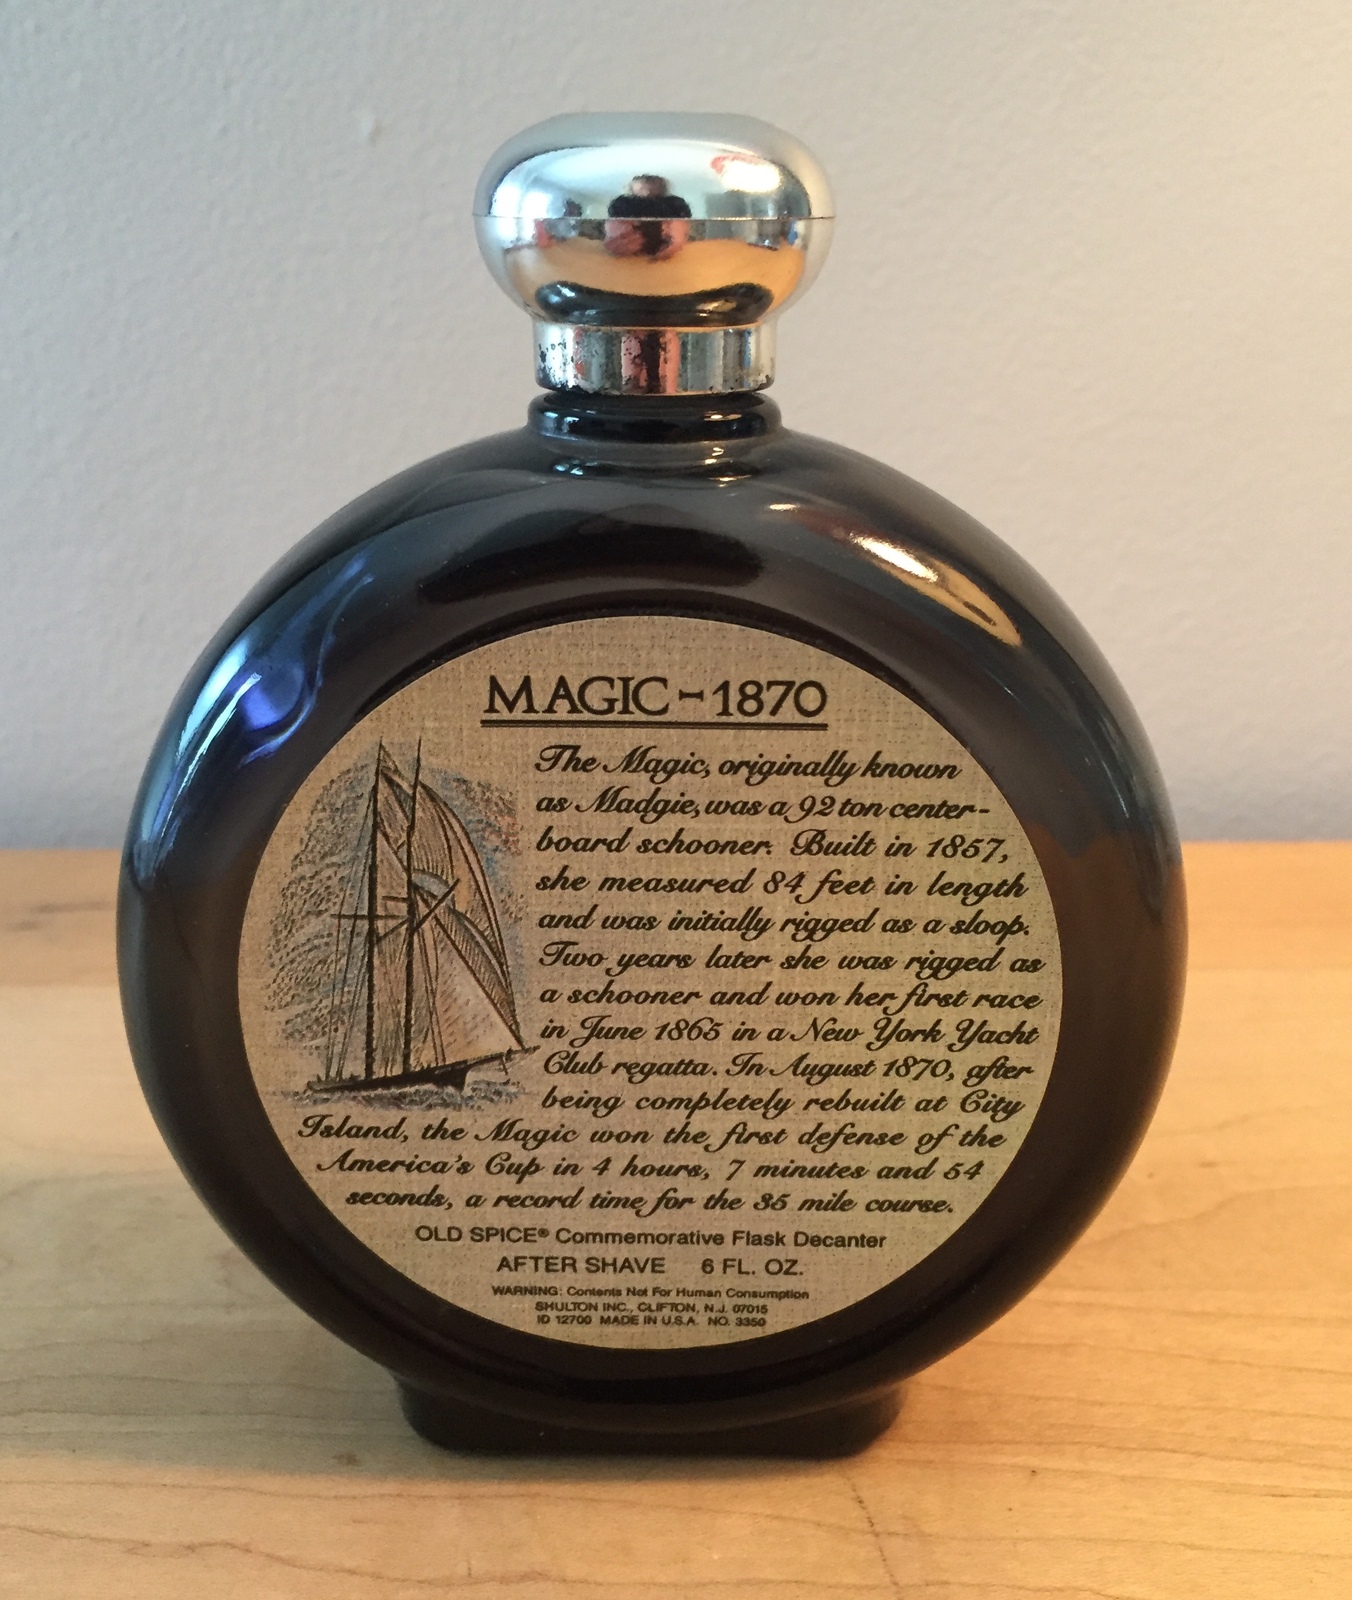 MAGIC - 1870
The Magic, originally known
as Madgie, was a 92 ton center-
board schooner. Built in 1857,
she measured 84 feet in length
and was initially rigged as a sloop.
Two years later she was rigged as
a schooner and won her first race
in June 1865 in a New York Yacht
Club regatta. In August 1870, after
being completely rebuilt at City
Island, the Magic won the first defense of the
America's Cup in 4 hours, 7 minutes and 54
seconds, a record time for the 35 mile course.
OLD SPICE® Commemorative Flask Decanter
AFTER SHAVE 6 FL. OZ.
WARNING: Contents Not For Human Consumption
SHULTON INC., CLIFTON, N.J. 07015
ID 12700 MADE IN U.S.A. NO. 3350